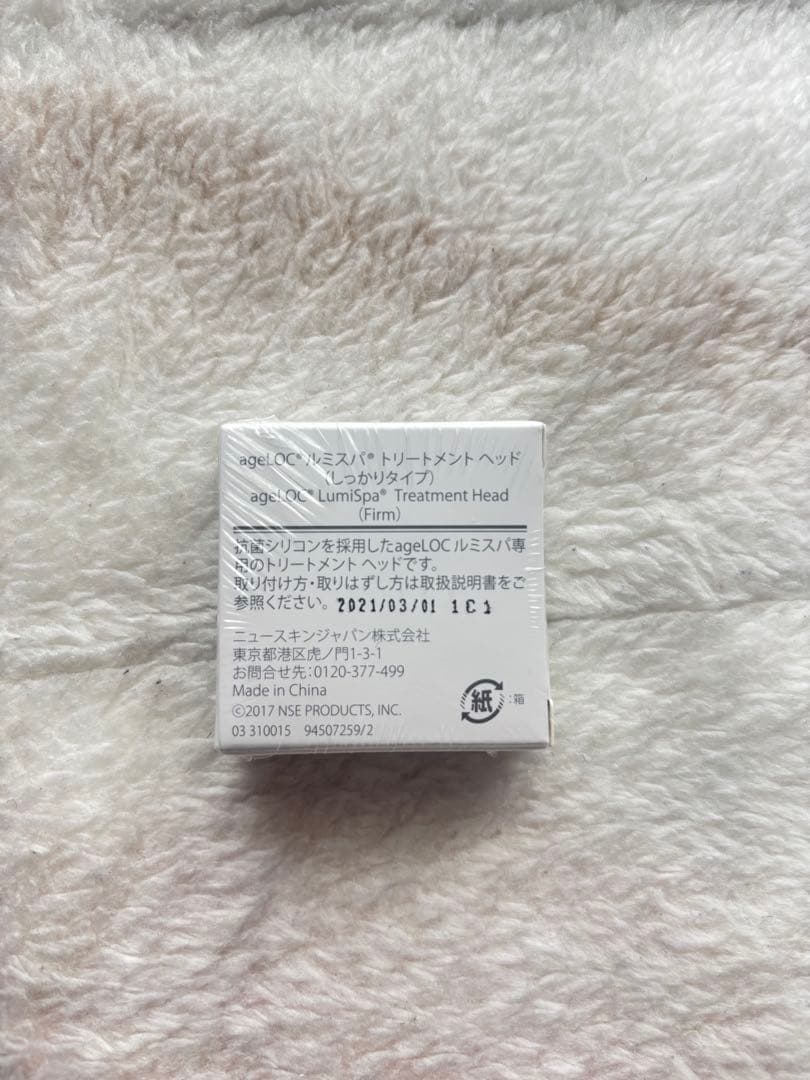 ageLOC® ルミスパ® トリートメント ヘッド
（しっかりタイプ）
ageLOC® LumiSpa® Treatment Head
（Firm）
抗菌シリコンを採用したageLOC ルミスパ専
用のトリートメント ヘッドです。
取り付け方・取りはずし方は取扱説明書をご
参照ください。 2021/03/01
ニュースキンジャパン株式会社
東京都港区虎ノ門1-3-1
お問合せ先：0120-377-499
Made in China
©2017 NSE PRODUCTS, INC.
紙 ：箱
03 310015 94507259/2